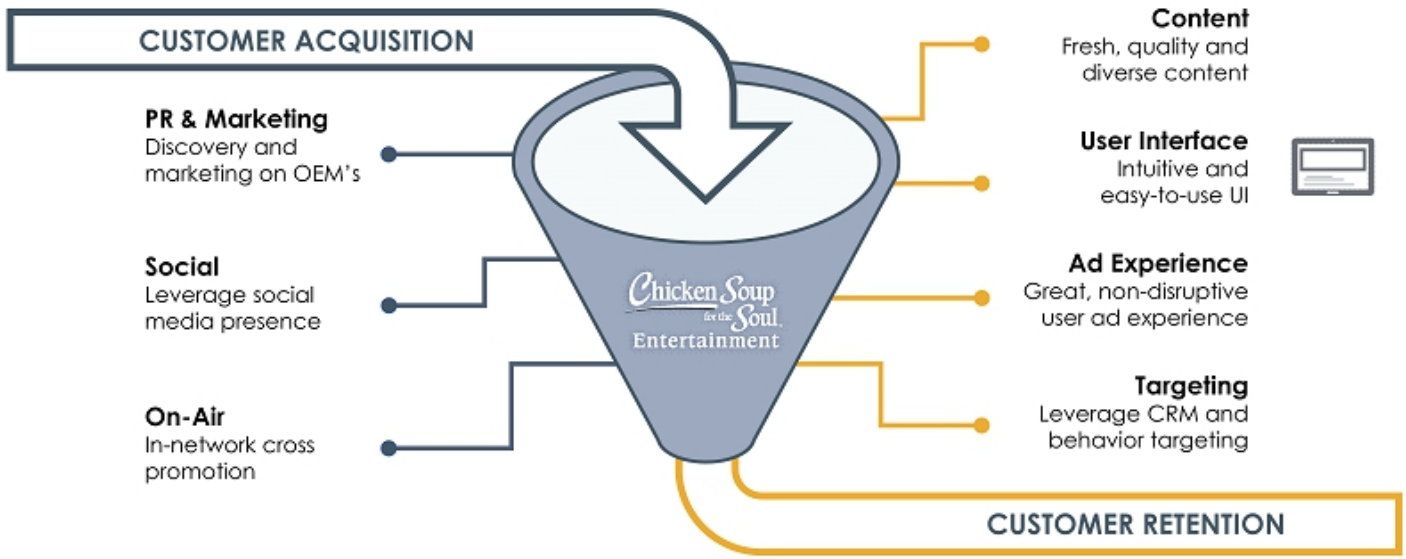 CUSTOMER ACQUISITION
PR & Marketing
Discovery and
marketing on OEM's
Social
Leverage social
media presence
On-Air
In-network cross
promotion
Chicken Soup
for the Soul
Entertainment
Content
Fresh, quality and
diverse content
User Interface
Intuitive and
easy-to-use UI
Ad Experience
Great, non-disruptive
user ad experience
Targeting
Leverage CRM and
behavior targeting
CUSTOMER RETENTION